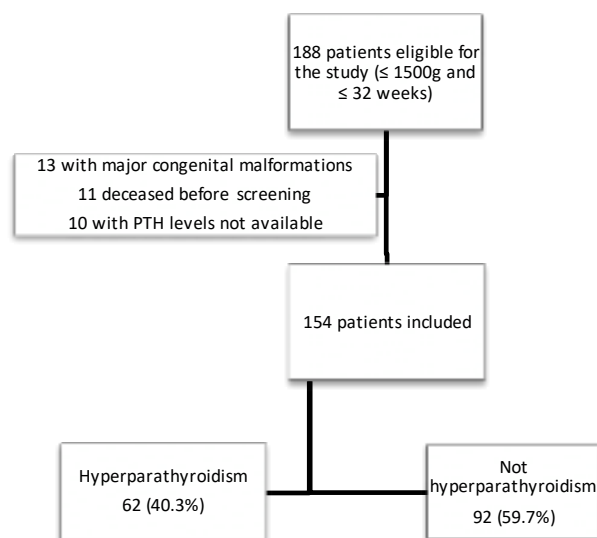 188 patients eligible for
the study (≤ 1500g and
≤ 32 weeks)
13 with major congenital malformations
11 deceased before screening
10 with PTH levels not available
154 patients included
Hyperparathyroidism
62 (40.3%)
Not
hyperparathyroidism
92 (59.7%)